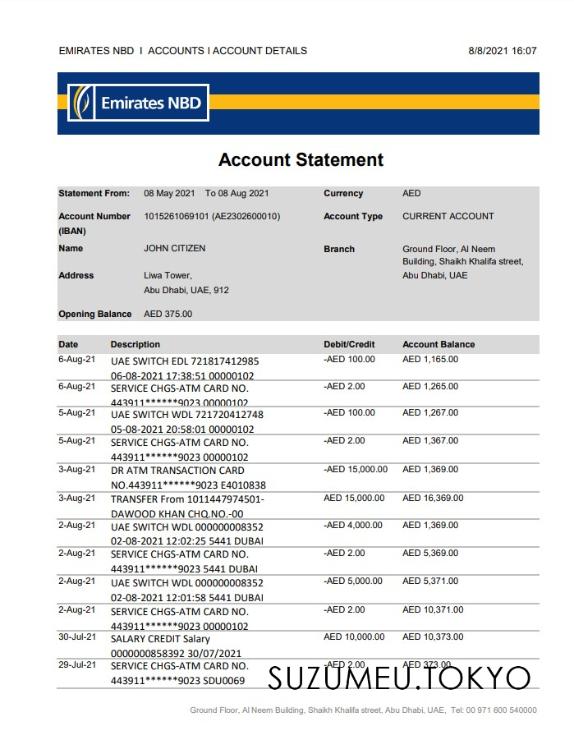 EMIRATES NBD I ACCOUNTS I ACCOUNT DETAILS 8/8/2021 16:07
Emirates NBD
Account Statement
Statement From: 08 May 2021 To 08 Aug 2021 Currency AED
Account Number 1015261069101 (AE2302600010) Account Type CURRENT ACCOUNT
(IBAN)
Name JOHN CITIZEN Branch Ground Floor, Al Neem
Building, Shaikh Khalifa street,
Address Liwa Tower, Abu Dhabi, UAE
Abu Dhabi, UAE, 912
Opening Balance AED 375.00
Date Description Debit/Credit Account Balance
6-Aug-21 UAE SWITCH EDL 721817412985 -AED 100.00 AED 1,165.00
06-08-2021 17:38:51 00000102
6-Aug-21 SERVICE CHGS-ATM CARD NO. -AED 2.00 AED 1,265.00
443911******9023 00000102
5-Aug-21 UAE SWITCH WDL 721720412748 -AED 100.00 AED 1,267.00
05-08-2021 20:58:01 00000102
5-Aug-21 SERVICE CHGS-ATM CARD NO. -AED 2.00 AED 1,367.00
443911******9023 00000102
3-Aug-21 DR ATM TRANSACTION CARD -AED 15,000.00 AED 1,369.00
NO.443911******9023 E4010838
3-Aug-21 TRANSFER From 1011447974501- AED 15,000.00 AED 16,369.00
DAWOOD KHAN CHQ.NO.-00
2-Aug-21 UAE SWITCH WDL 000000008352 -AED 4,000.00 AED 1,369.00
02-08-2021 12:02:25 5441 DUBAI
2-Aug-21 SERVICE CHGS-ATM CARD NO. -AED 2.00 AED 5,369.00
443911******9023 5441 DUBAI
2-Aug-21 UAE SWITCH WDL 000000008352 -AED 5,000.00 AED 5,371.00
02-08-2021 12:01:58 5441 DUBAI
2-Aug-21 SERVICE CHGS-ATM CARD NO. -AED 2.00 AED 10,371.00
443911******9023 00000102
30-Jul-21 SALARY CREDIT Salary AED 10,000.00 AED 10,373.00
0000000858392 30/07/2021
29-Jul-21 SERVICE CHGS-ATM CARD NO. -AED 2.00 AED 373.00
443911******9023 SDU0069
SUZUMEU.TOKYO
Ground Floor, Al Neem Building, Shaikh Khalifa street, Abu Dhabi, UAE, Tel: 00 971 600 540000